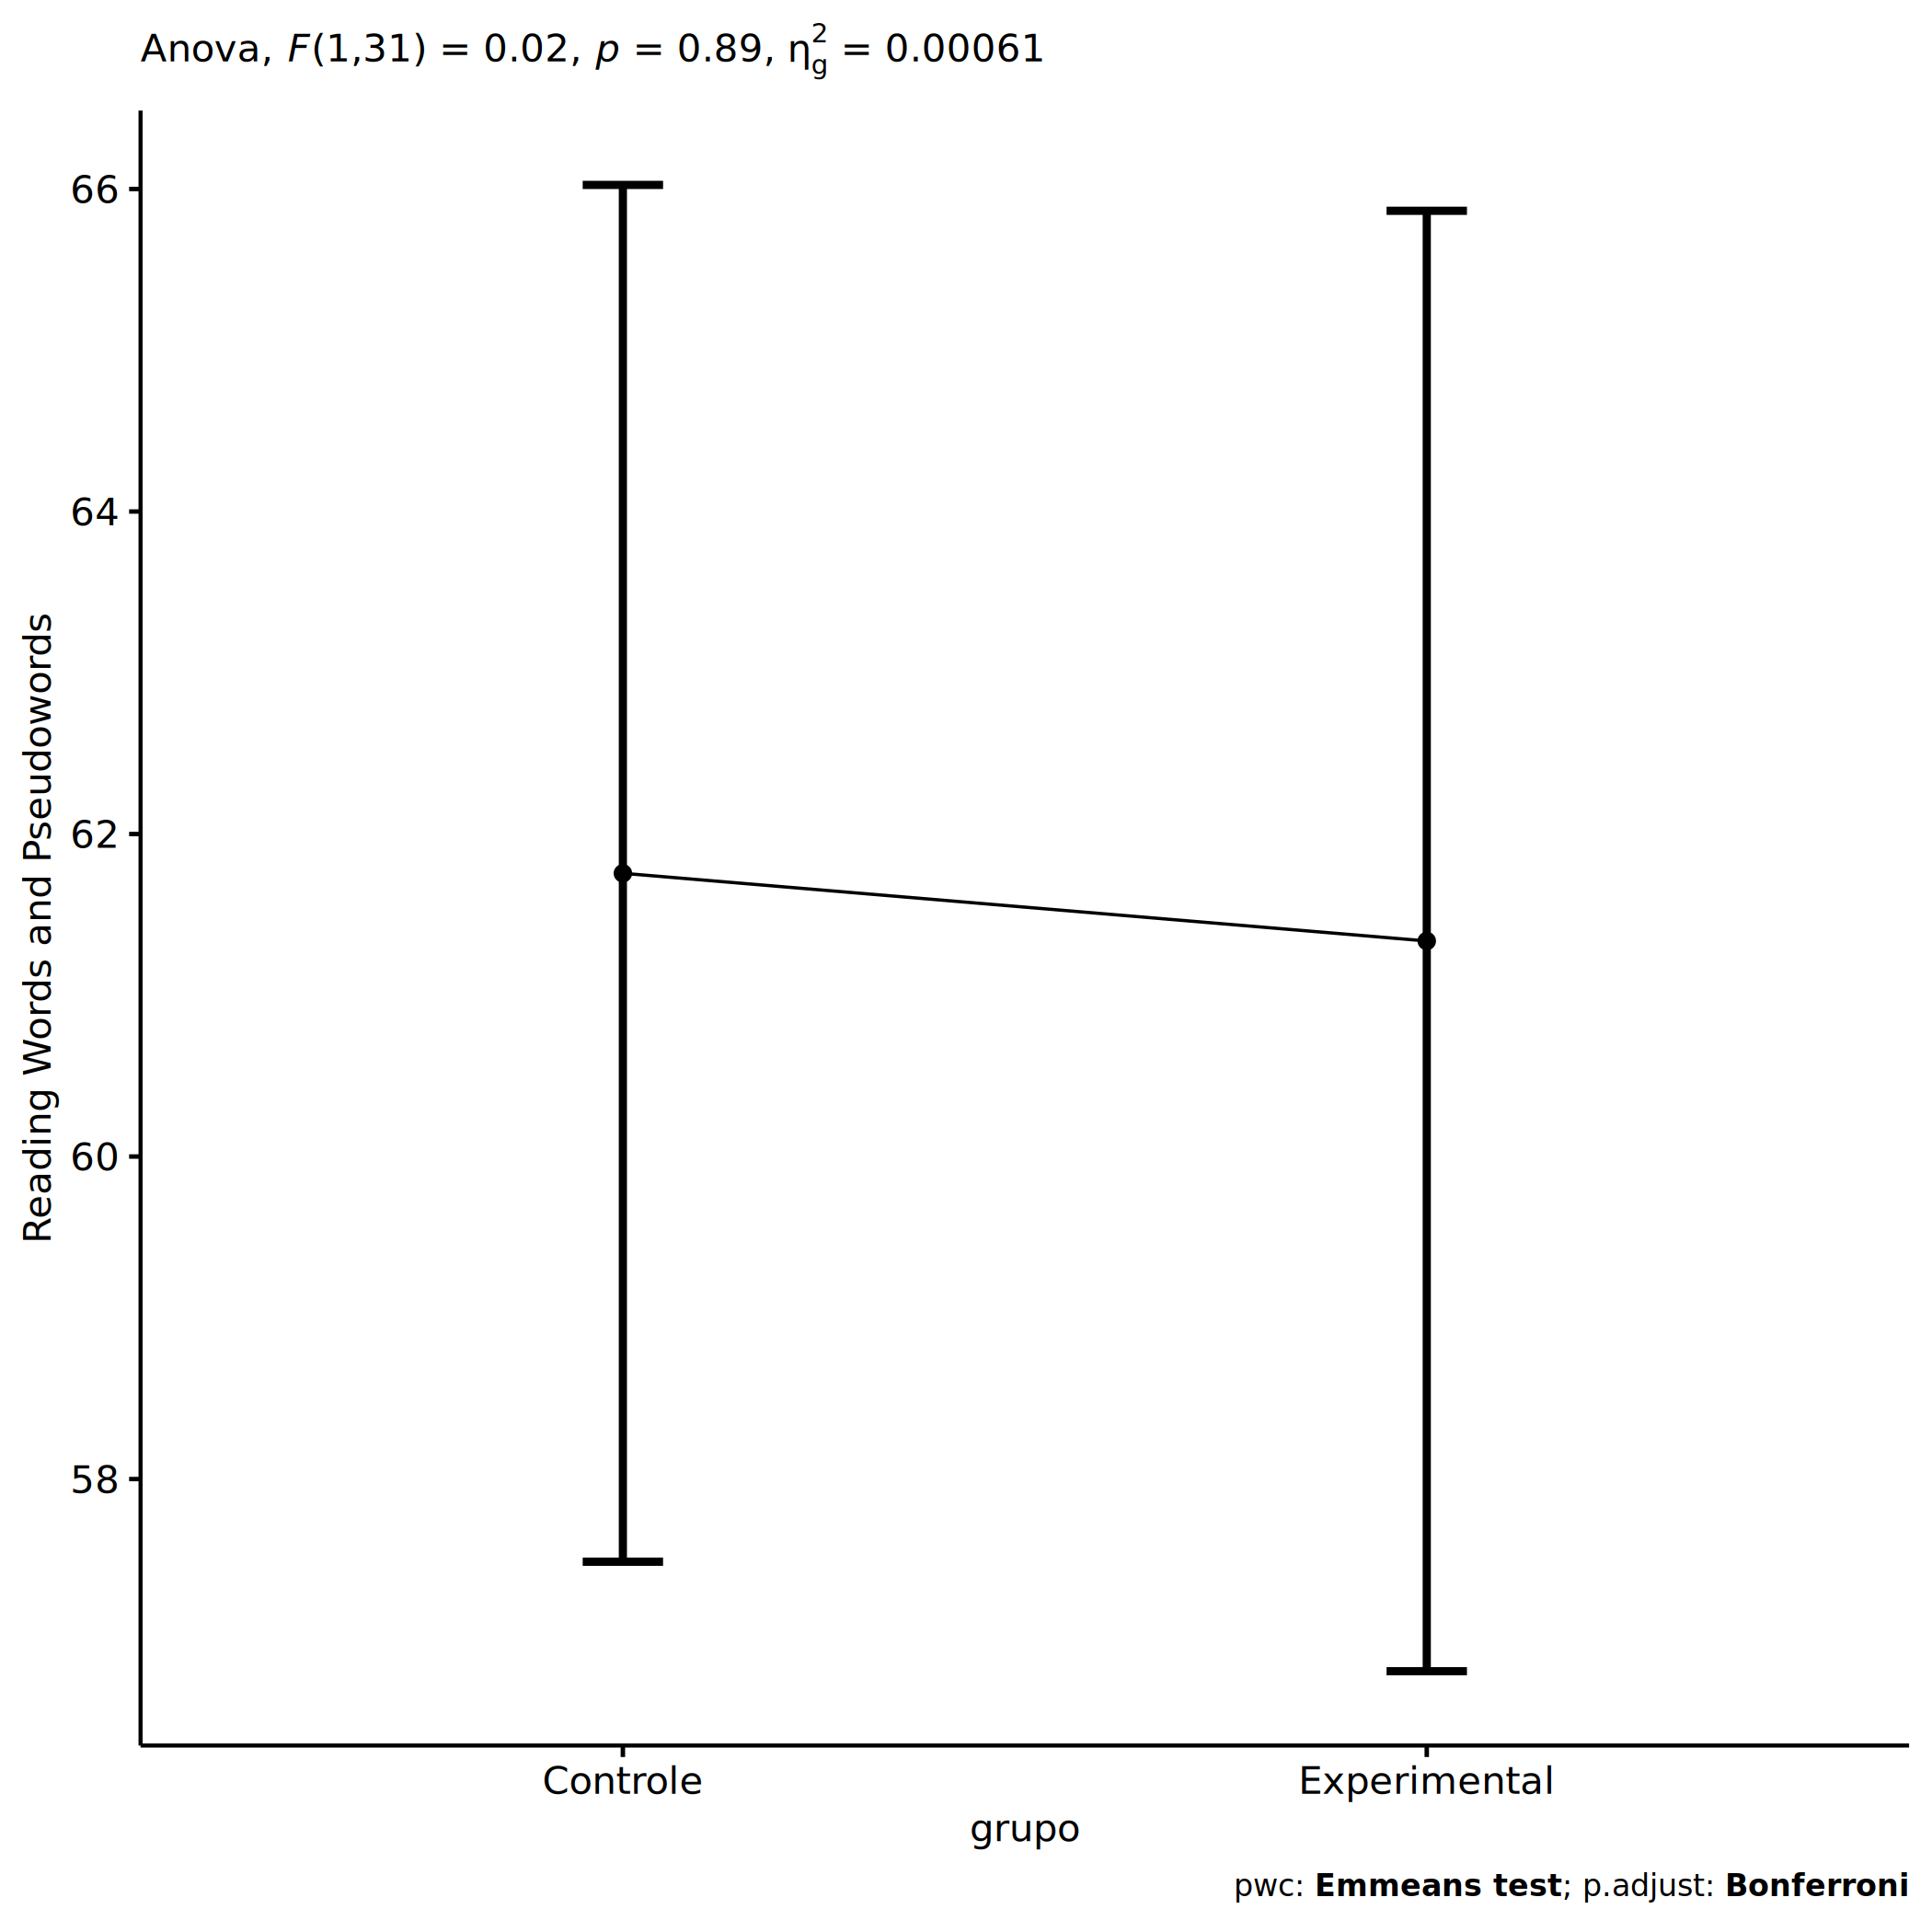 Anova, F(1,31) = 0.02, p = 0.89, η²g = 0.00061
Reading Words and Pseudowords
66
64
62
60
58
Controle Experimental
grupo
pwc: Emmeans test; p.adjust: Bonferroni